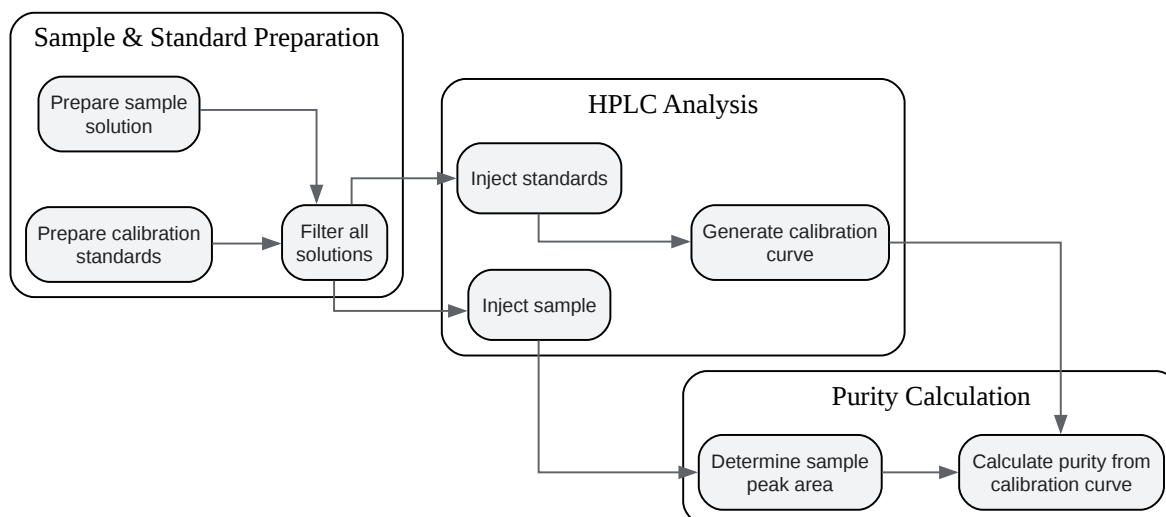 Sample & Standard Preparation
Prepare sample
solution
Prepare calibration
standards
Filter all
solutions
HPLC Analysis
Inject standards
Generate calibration
curve
Inject sample
Purity Calculation
Determine sample
peak area
Calculate purity from
calibration curve